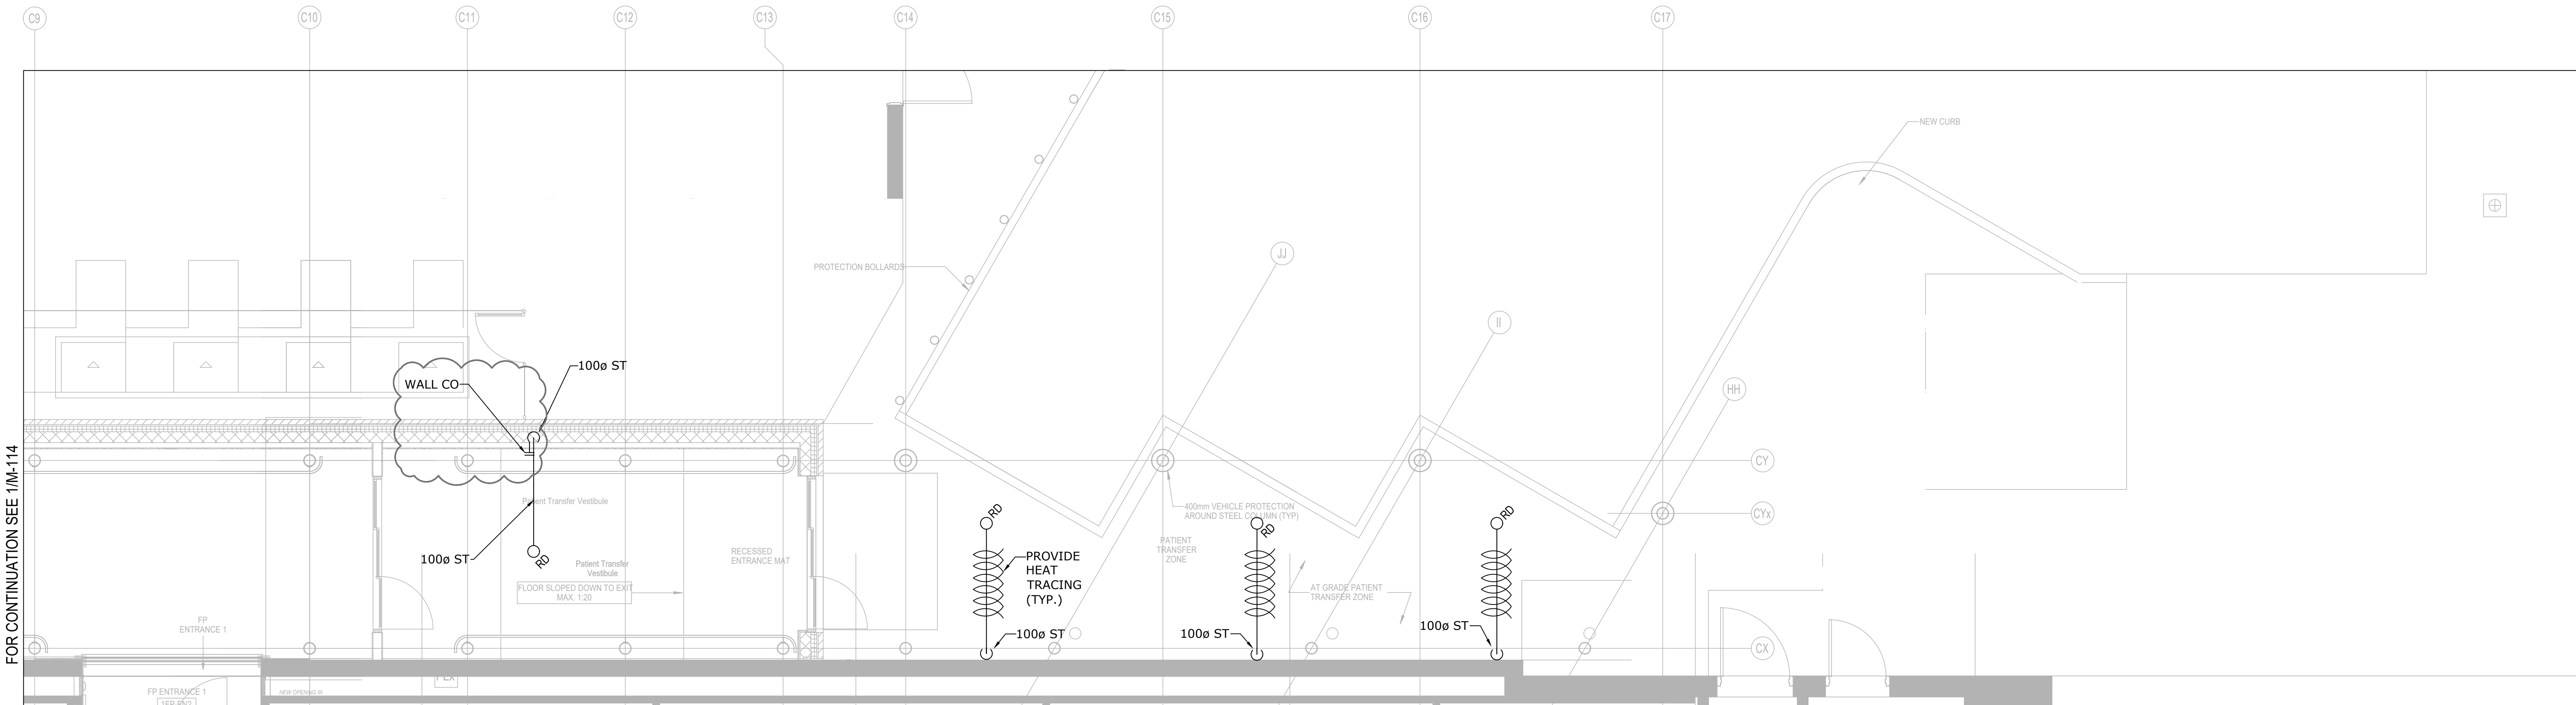 C9
C10
C11
C12
C13
C14
C15
C16
C17
NEW CURB
JJ
PROTECTION BOLLARDS
II
100ø ST
WALL CO
HH
FOR CONTINUATION SEE 1/M-114
CY
Patient Transfer Vestibule
400mm VEHICLE PROTECTION
AROUND STEEL COLUMN (TYP)
CYx
RD
RD
RD
PATIENT
TRANSFER
ZONE
RECESSED
ENTRANCE MAT
100ø ST
RD
Patient Transfer
Vestibule
PROVIDE
HEAT
TRACING
(TYP.)
FLOOR SLOPED DOWN TO EXIT
MAX. 1:20
AT GRADE PATIENT
TRANSFER ZONE
FP
ENTRANCE 1
100ø ST
100ø ST
100ø ST
CX
FP ENTRANCE 1
NEW OPENING IN